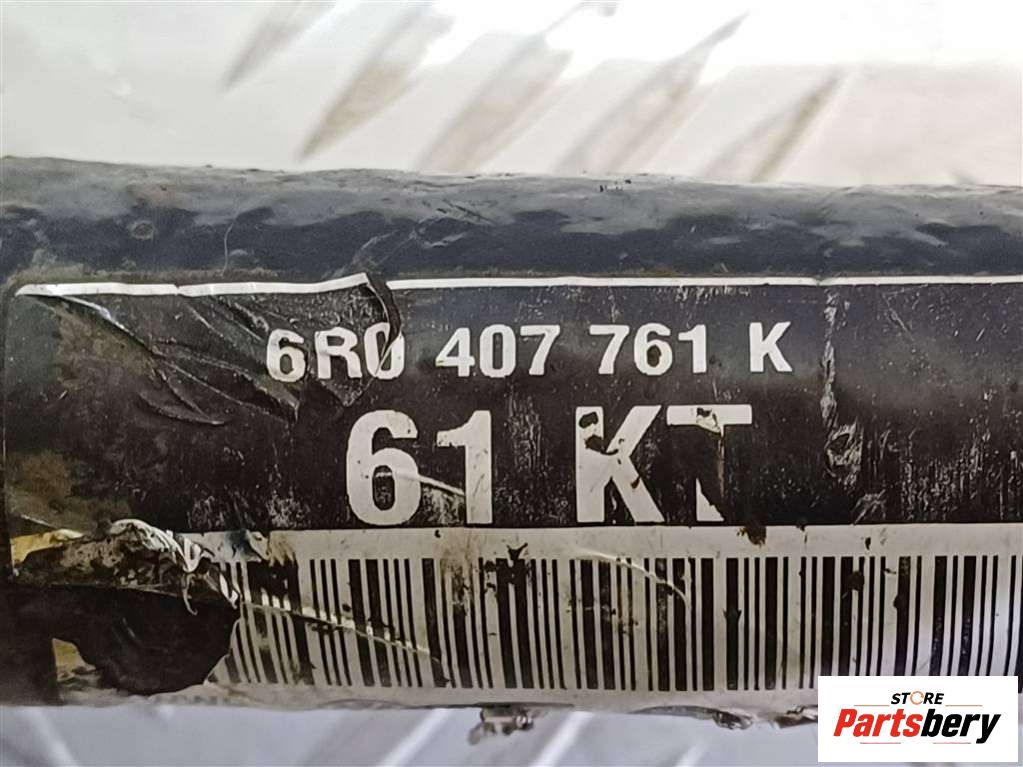 6R0 407 761 K
61 KT
STORE
Partsbery